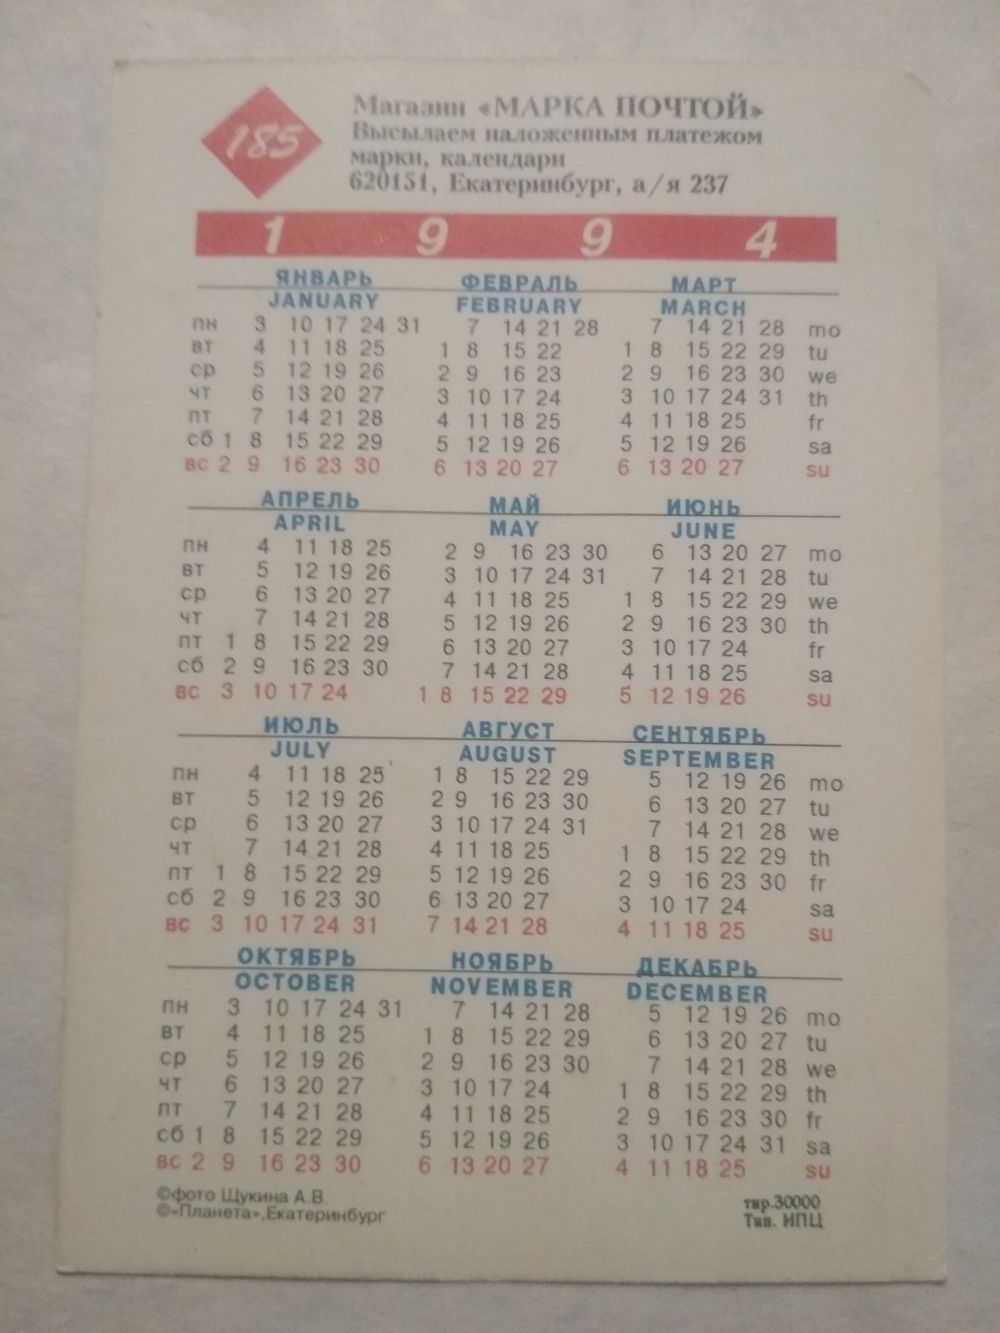 185
Магазин «МАРКА ПОЧТОЙ»
Высылаем наложенным платежом
марки, календари
620151, Екатеринбург, а/я 237
1 9 9 4
ЯНВАРЬ ФЕВРАЛЬ МАРТ
JANUARY FEBRUARY MARCH
пн 3 10 17 24 31 7 14 21 28 7 14 21 28 mo
вт 4 11 18 25 1 8 15 22 1 8 15 22 29 tu
ср 5 12 19 26 2 9 16 23 2 9 16 23 30 we
чт 6 13 20 27 3 10 17 24 3 10 17 24 31 th
пт 7 14 21 28 4 11 18 25 4 11 18 25 fr
сб 1 8 15 22 29 5 12 19 26 5 12 19 26 sa
вс 2 9 16 23 30 6 13 20 27 6 13 20 27 su
АПРЕЛЬ МАЙ ИЮНЬ
APRIL MAY JUNE
пн 4 11 18 25 2 9 16 23 30 6 13 20 27 mo
вт 5 12 19 26 3 10 17 24 31 7 14 21 28 tu
ср 6 13 20 27 4 11 18 25 1 8 15 22 29 we
чт 7 14 21 28 5 12 19 26 2 9 16 23 30 th
пт 1 8 15 22 29 6 13 20 27 3 10 17 24 fr
сб 2 9 16 23 30 7 14 21 28 4 11 18 25 sa
вс 3 10 17 24 1 8 15 22 29 5 12 19 26 su
ИЮЛЬ АВГУСТ СЕНТЯБРЬ
JULY AUGUST SEPTEMBER
пн 4 11 18 25 1 8 15 22 29 5 12 19 26 mo
вт 5 12 19 26 2 9 16 23 30 6 13 20 27 tu
ср 6 13 20 27 3 10 17 24 31 7 14 21 28 we
чт 7 14 21 28 4 11 18 25 1 8 15 22 29 th
пт 1 8 15 22 29 5 12 19 26 2 9 16 23 30 fr
сб 2 9 16 23 30 6 13 20 27 3 10 17 24 sa
вс 3 10 17 24 31 7 14 21 28 4 11 18 25 su
ОКТЯБРЬ НОЯБРЬ ДЕКАБРЬ
OCTOBER NOVEMBER DECEMBER
пн 3 10 17 24 31 7 14 21 28 5 12 19 26 mo
вт 4 11 18 25 1 8 15 22 29 6 13 20 27 tu
ср 5 12 19 26 2 9 16 23 30 7 14 21 28 we
чт 6 13 20 27 3 10 17 24 1 8 15 22 29 th
пт 7 14 21 28 4 11 18 25 2 9 16 23 30 fr
сб 1 8 15 22 29 5 12 19 26 3 10 17 24 31 sa
вс 2 9 16 23 30 6 13 20 27 4 11 18 25 su
©фото Щукина А.В. тир.30000
©«Планета»,Екатеринбург Тип. ИПЦ